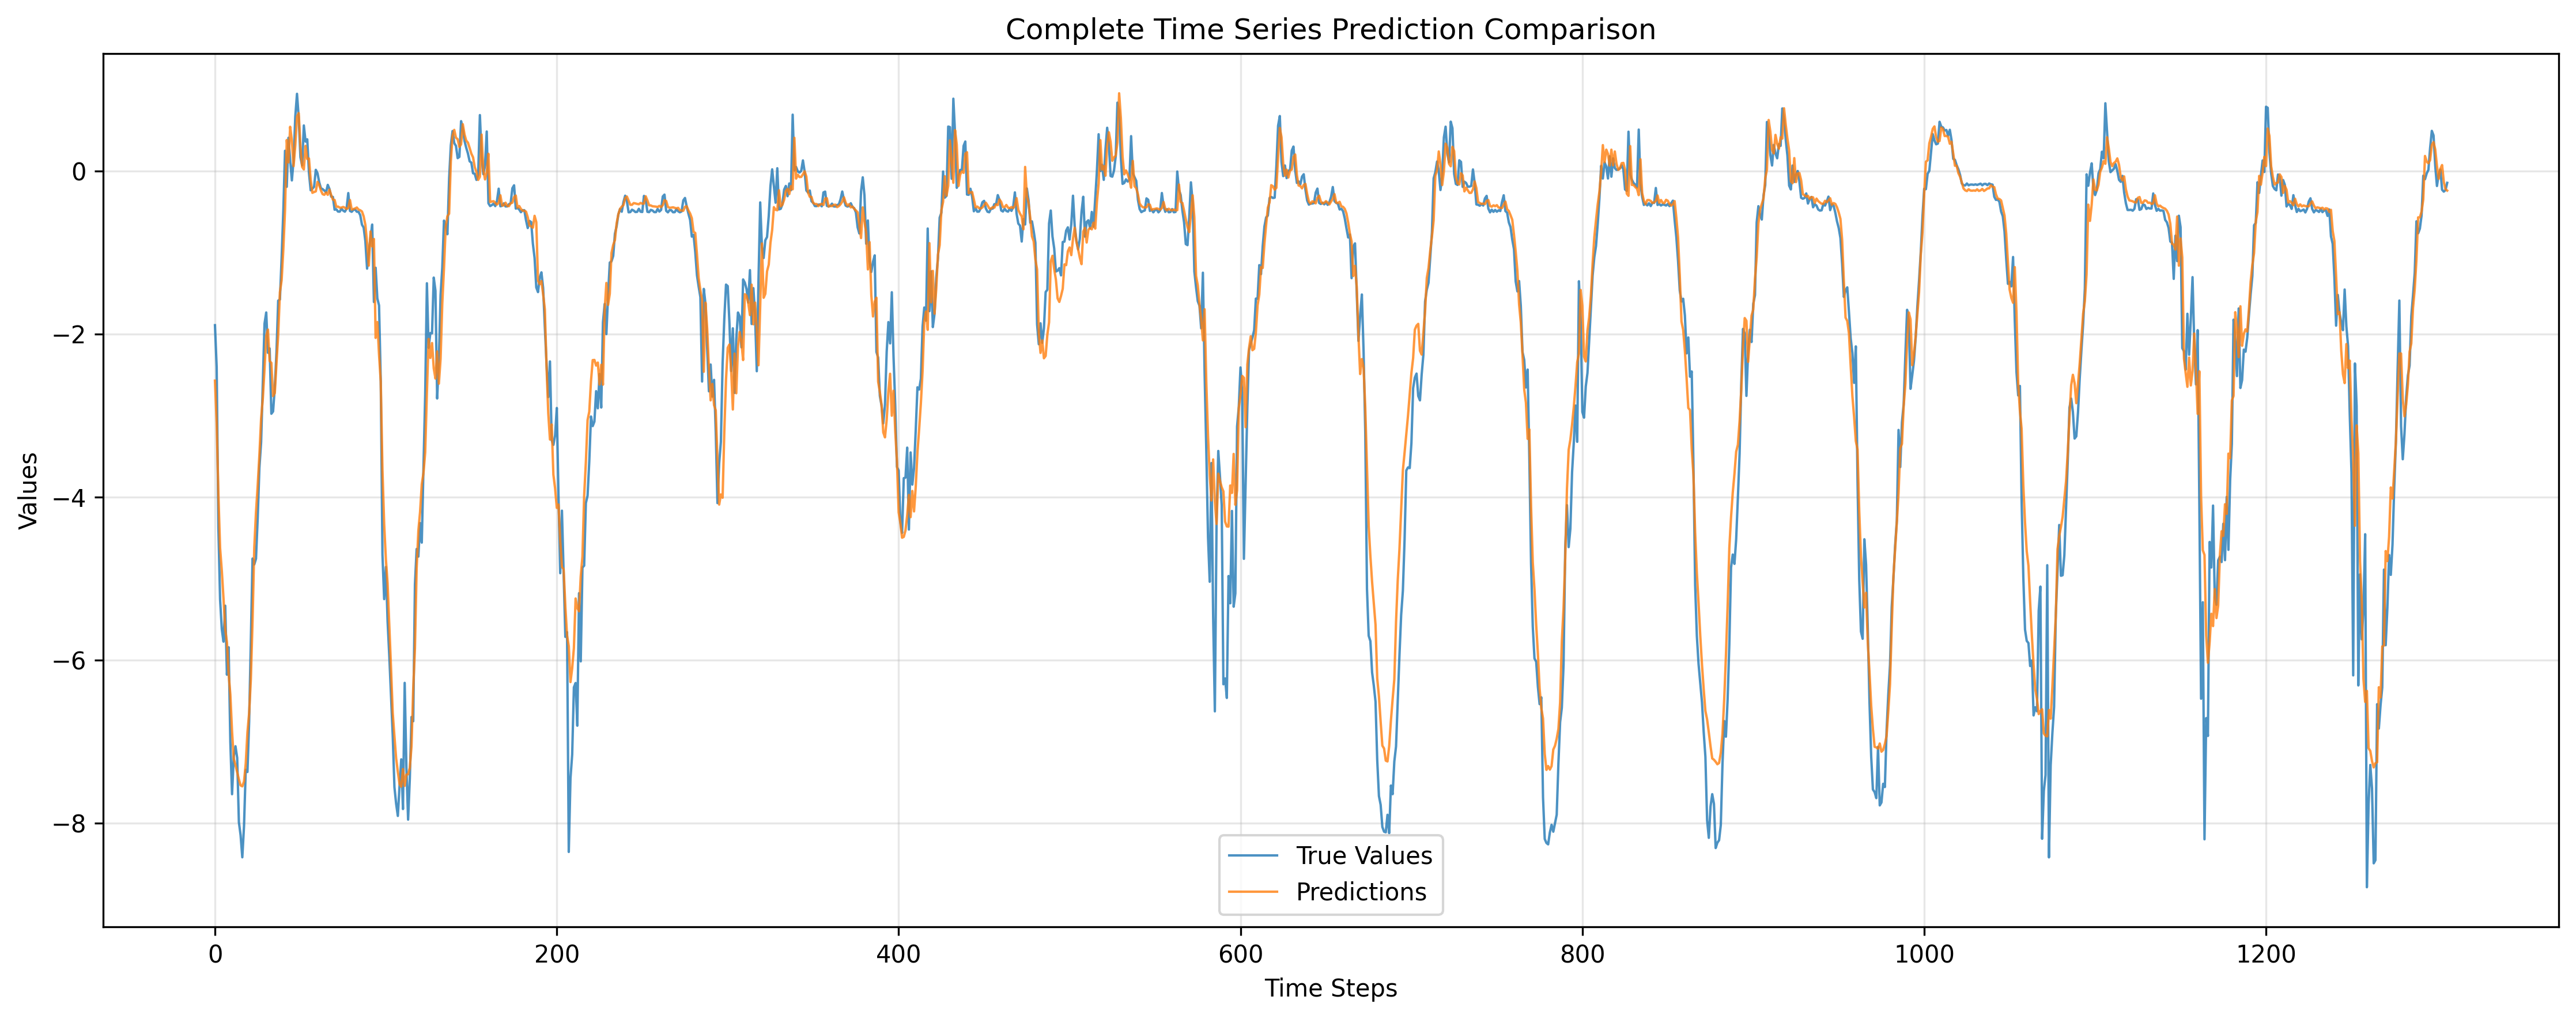 Complete Time Series Prediction Comparison
Values
0
−2
−4
−6
−8
True Values
Predictions
0 200 400 600 800 1000 1200
Time Steps